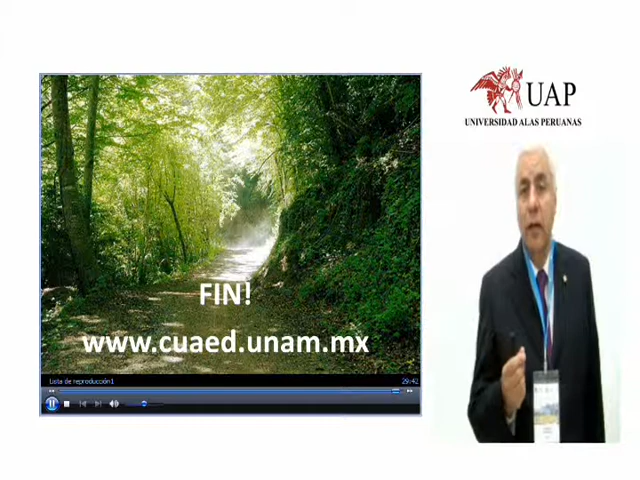 FIN!
www.cuaed.unam.mx
Lista de reproducción1
29:42
UAP
UNIVERSIDAD ALAS PERUANAS